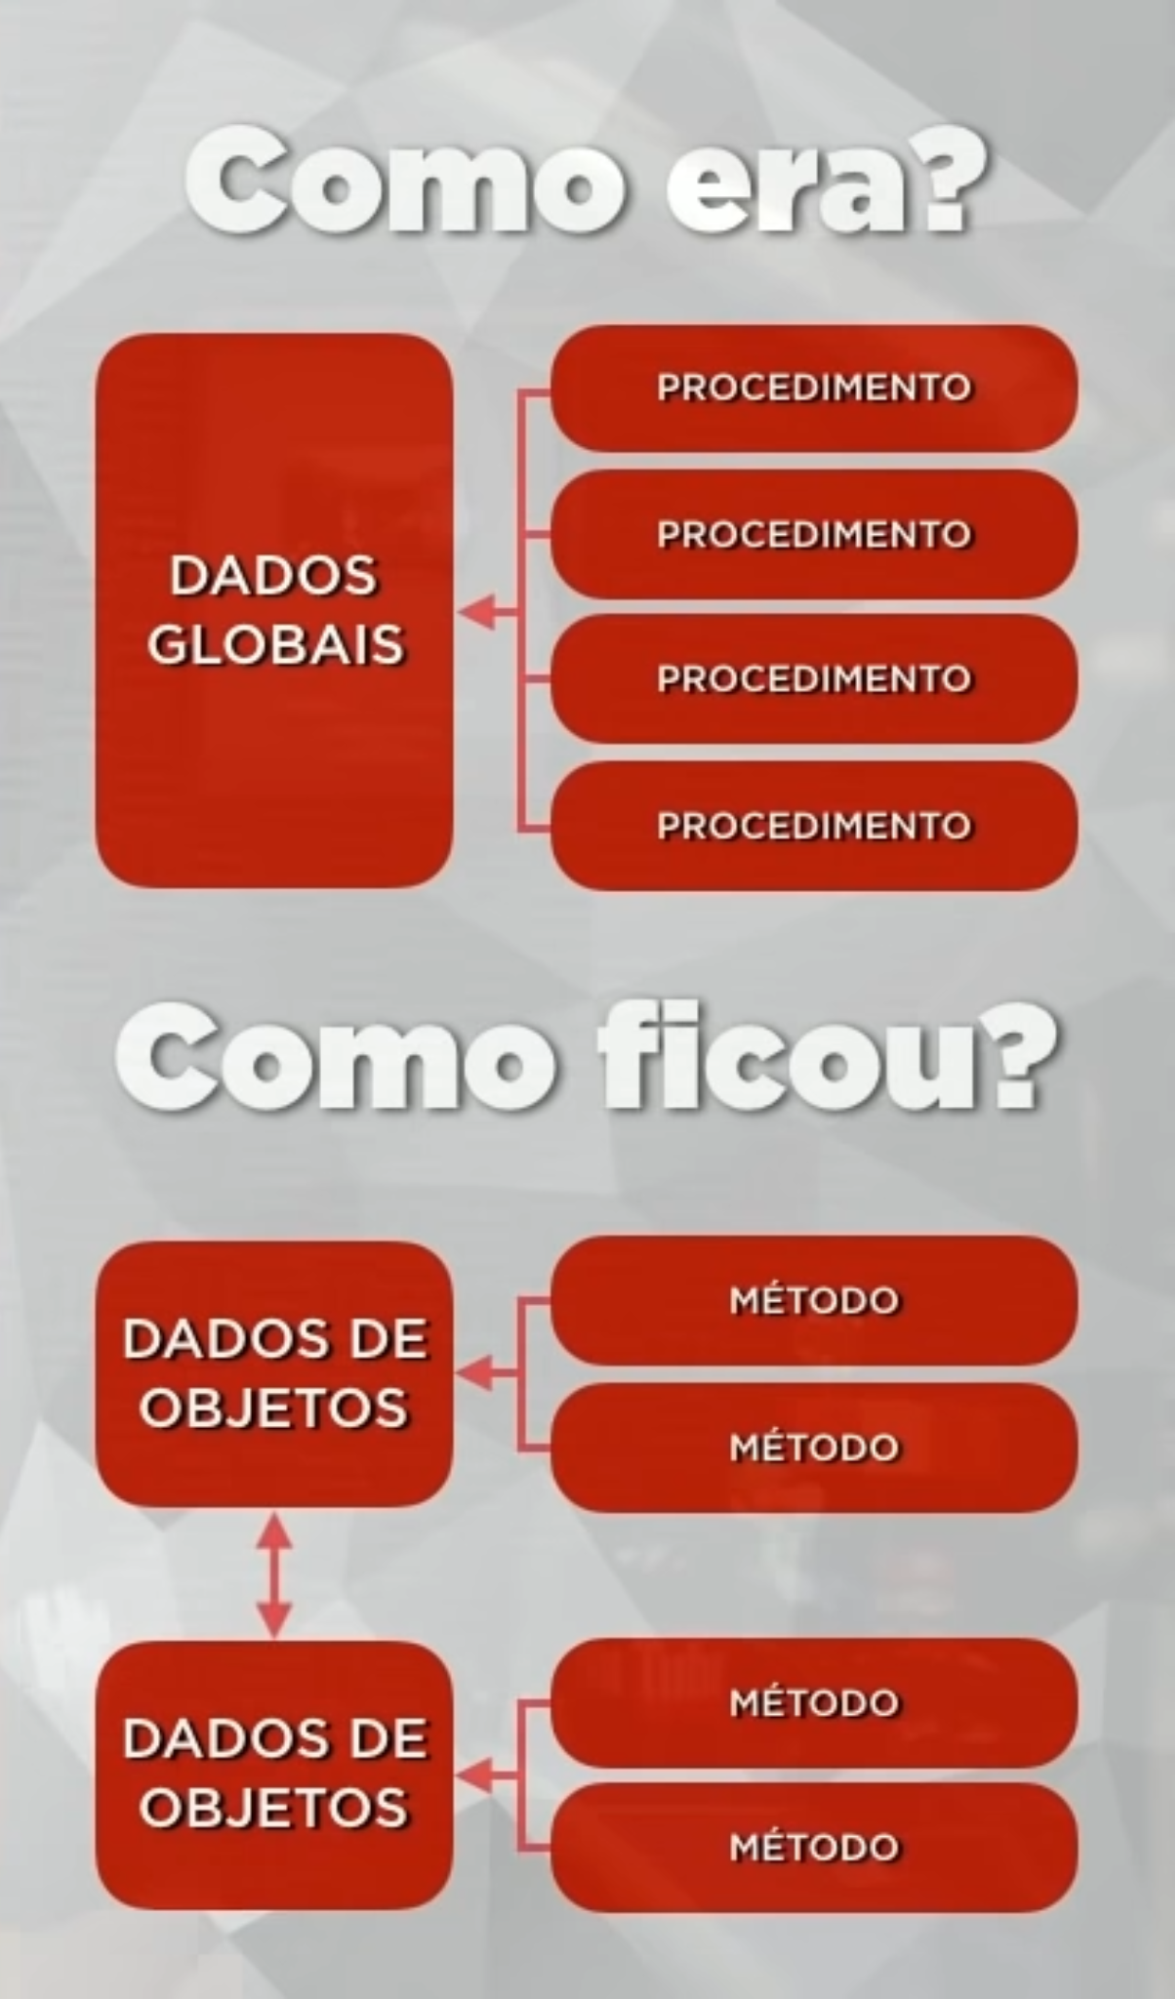 Como era?
DADOS
GLOBAIS
PROCEDIMENTO
PROCEDIMENTO
PROCEDIMENTO
PROCEDIMENTO
Como ficou?
DADOS DE
OBJETOS
MÉTODO
MÉTODO
DADOS DE
OBJETOS
MÉTODO
MÉTODO